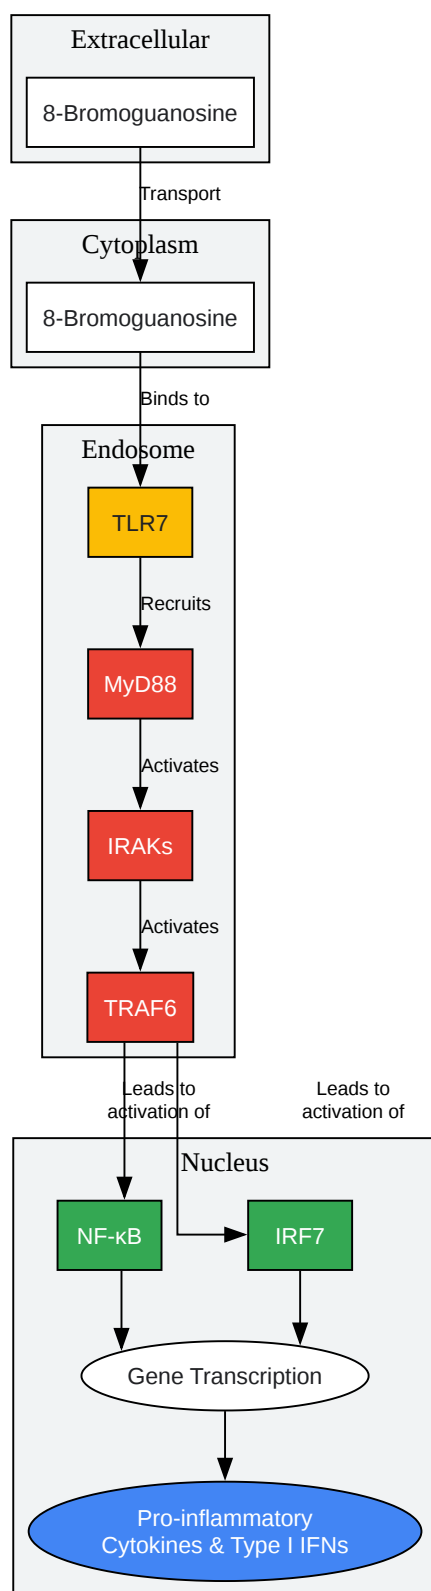 Extracellular
8-Bromoguanosine
Transport
Cytoplasm
8-Bromoguanosine
Binds to
Endosome
TLR7
Recruits
MyD88
Activates
IRAKs
Activates
TRAF6
Leads to
activation of
Leads to
activation of
Nucleus
NF-κB
IRF7
Gene Transcription
Pro-inflammatory
Cytokines & Type I IFNs